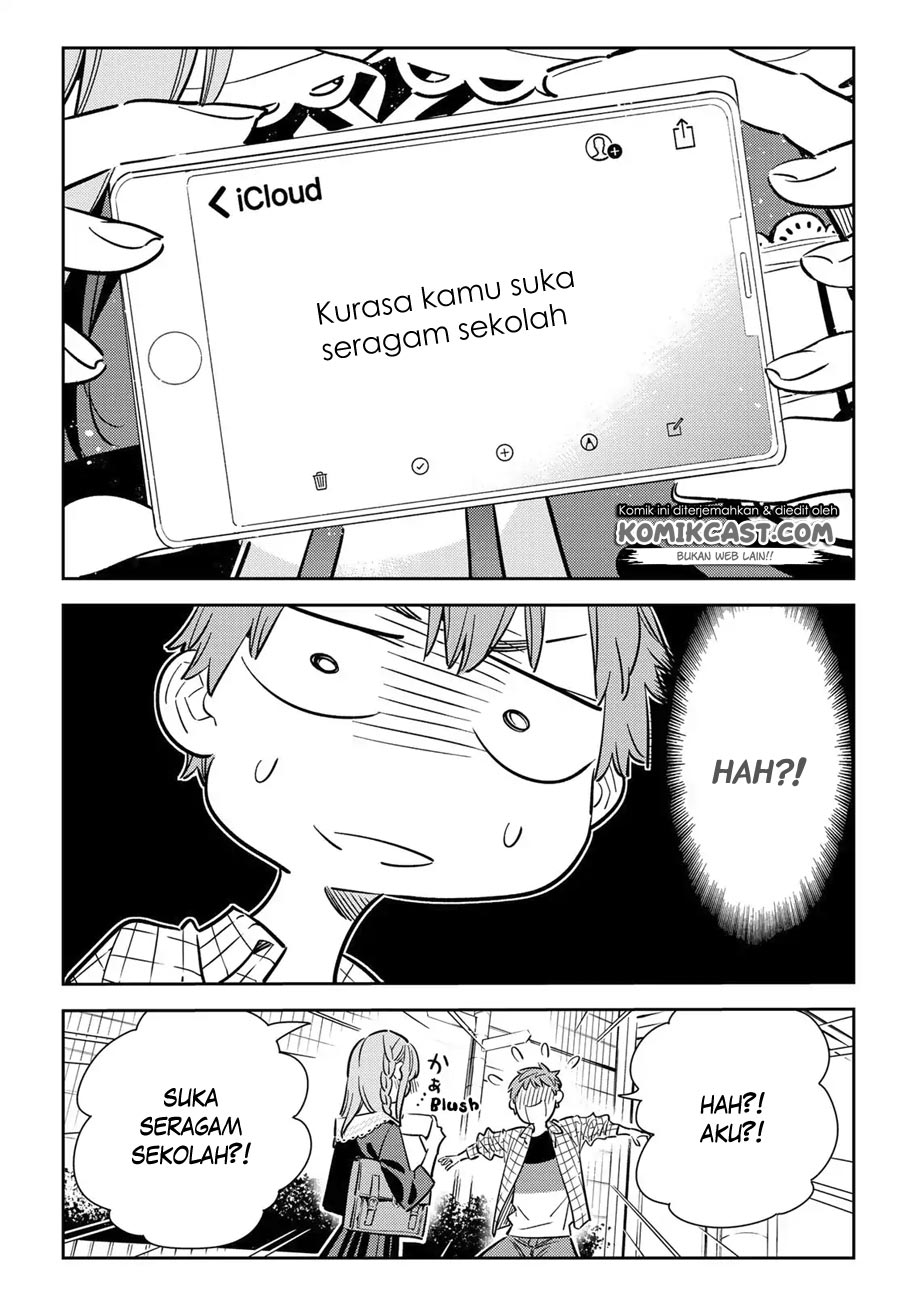 iCloud
Kurasa kamu suka
seragam sekolah
Komik ini diterjemahkan & diedit oleh
KOMIKCAST.COM
BUKAN WEB LAIN!!
HAH?!
HAH?!
AKU?!
かぁ
Blush
SUKA
SERAGAM
SEKOLAH?!